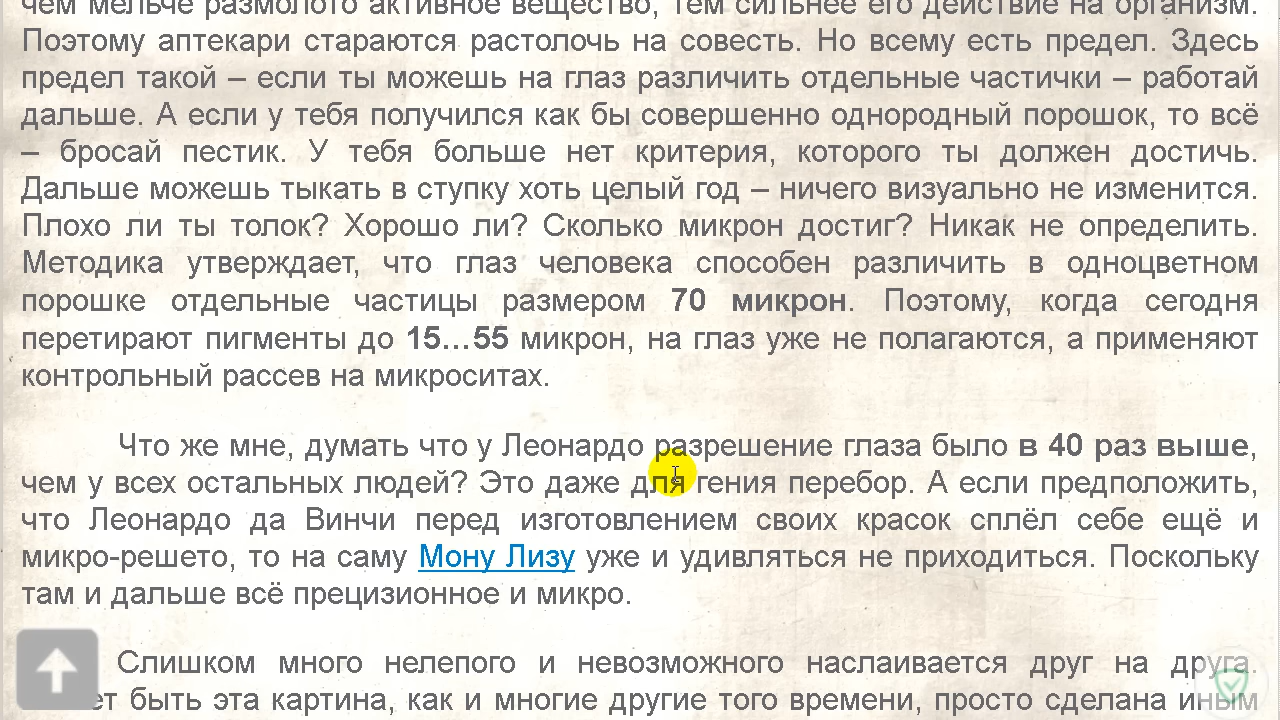 чем мельче размолото активное вещество, тем сильнее его действие на организм.
Поэтому аптекари стараются растолочь на совесть. Но всему есть предел. Здесь
предел такой – если ты можешь на глаз различить отдельные частички – работай
дальше. А если у тебя получился как бы совершенно однородный порошок, то всё
– бросай пестик. У тебя больше нет критерия, которого ты должен достичь.
Дальше можешь тыкать в ступку хоть целый год – ничего визуально не изменится.
Плохо ли ты толок? Хорошо ли? Сколько микрон достиг? Никак не определить.
Методика утверждает, что глаз человека способен различить в одноцветном
порошке отдельные частицы размером 70 микрон. Поэтому, когда сегодня
перетирают пигменты до 15…55 микрон, на глаз уже не полагаются, а применяют
контрольный рассев на микроситах.
Что же мне, думать что у Леонардо разрешение глаза было в 40 раз выше,
чем у всех остальных людей? Это даже для гения перебор. А если предположить,
что Леонардо да Винчи перед изготовлением своих красок сплёл себе ещё и
микро-решето, то на саму Мону Лизу уже и удивляться не приходиться. Поскольку
там и дальше всё прецизионное и микро.
Слишком много нелепого и невозможного наслаивается друг на друга.
быть эта картина, как и многие другие того времени, просто сделана иным